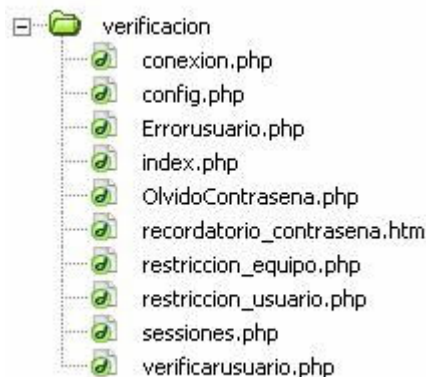 verificacion
conexion.php
config.php
Errorusuario.php
index.php
OlvidoContrasena.php
recordatorio_contrasena.htm
restriccion_equipo.php
restriccion_usuario.php
sessiones.php
verificarusuario.php